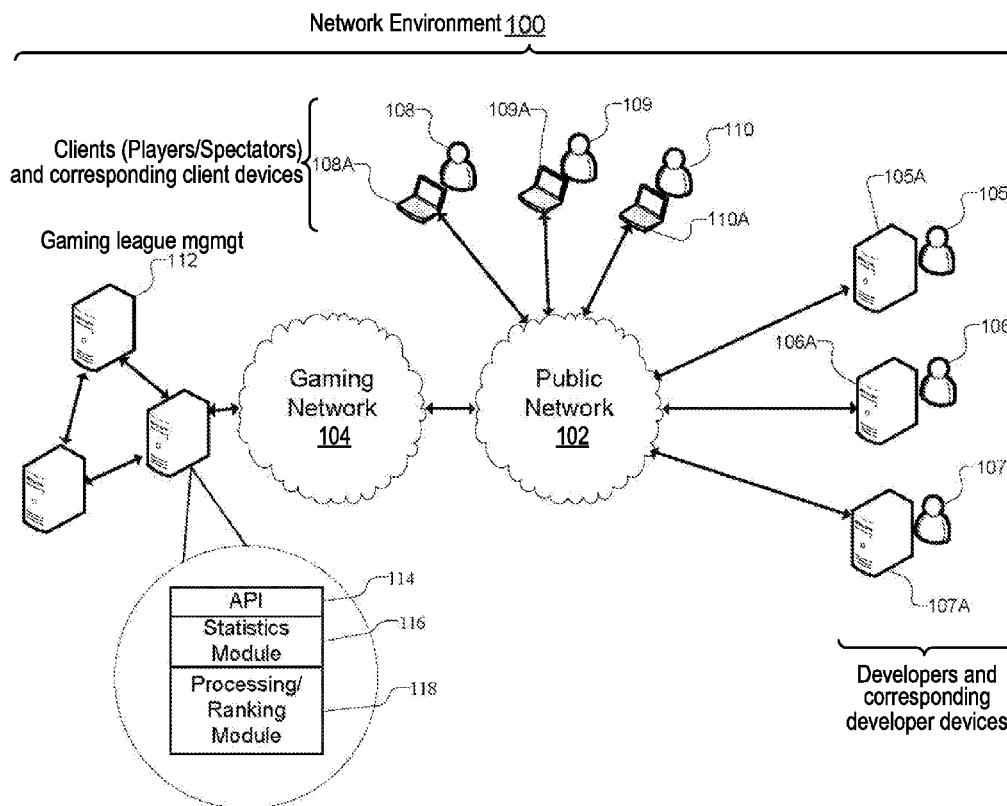 Network Environment 100
Clients (Players/Spectators)
and corresponding client devices
108
109A
109
110
108A
110A
105A
105
Gaming league mgmgt
112
106A
106
Gaming
Network
104
Public
Network
102
107
107A
API
114
Statistics
Module
116
Processing/
Ranking
Module
118
Developers and
corresponding
developer devices